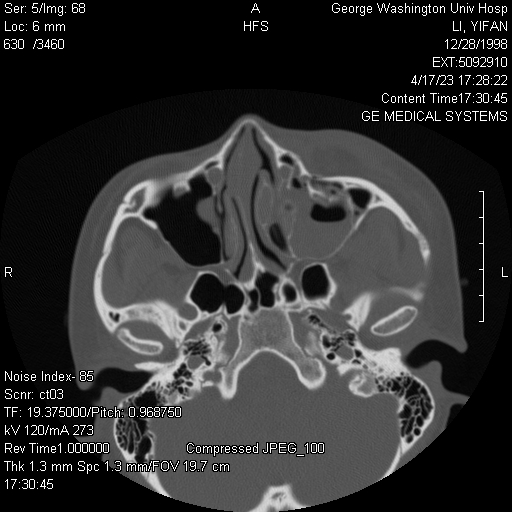 Ser: 5/Img: 68
Loc: 6 mm
630 /3460
A
HFS
George Washington Univ Hosp
LI, YIFAN
12/28/1998
EXT:5092910
4/17/23 17:28:22
Content Time17:30:45
GE MEDICAL SYSTEMS
R
L
Noise Index- 85
Scnr: ct03
TF: 19.375000/Pitch: 0.968750
kV 120/mA 273
Rev Time1.000000
Compressed JPEG_100
Thk 1.3 mm Spc 1.3 mm/FOV 19.7 cm
17:30:45